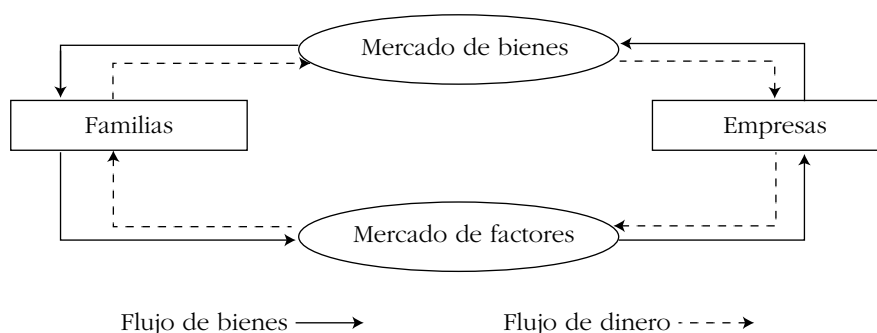 Mercado de bienes
Familias
Empresas
Mercado de factores
Flujo de bienes
Flujo de dinero